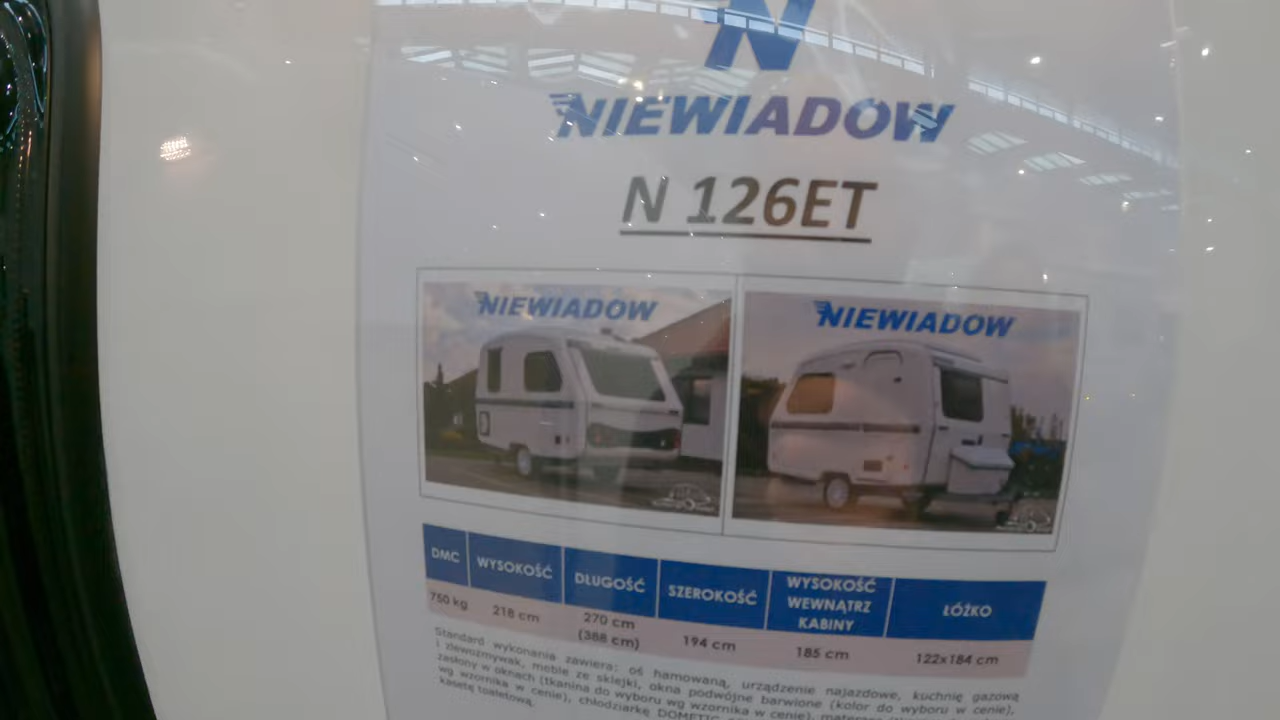 N
NIEWIADOW
N 126ET
NIEWIADOW
NIEWIADOW
DMC WYSOKOŚĆ DŁUGOŚĆ SZEROKOŚĆ WYSOKOŚĆ WEWNĄTRZ KABINY ŁÓŻKO
750 kg 218 cm 270 cm (388 cm) 194 cm 185 cm 122x184 cm
Standard wykonania zawiera: oś hamowaną, urządzenie najazdowe, kuchnię gazową
i zlewozmywak, meble ze sklejki, okna podwójne barwione (kolor do wyboru w cenie),
zasłony w oknach (tkanina do wyboru wg wzornika w cenie),
wg wzornika w cenie), chłodziarkę DOMETIC
kasetę toaletową.